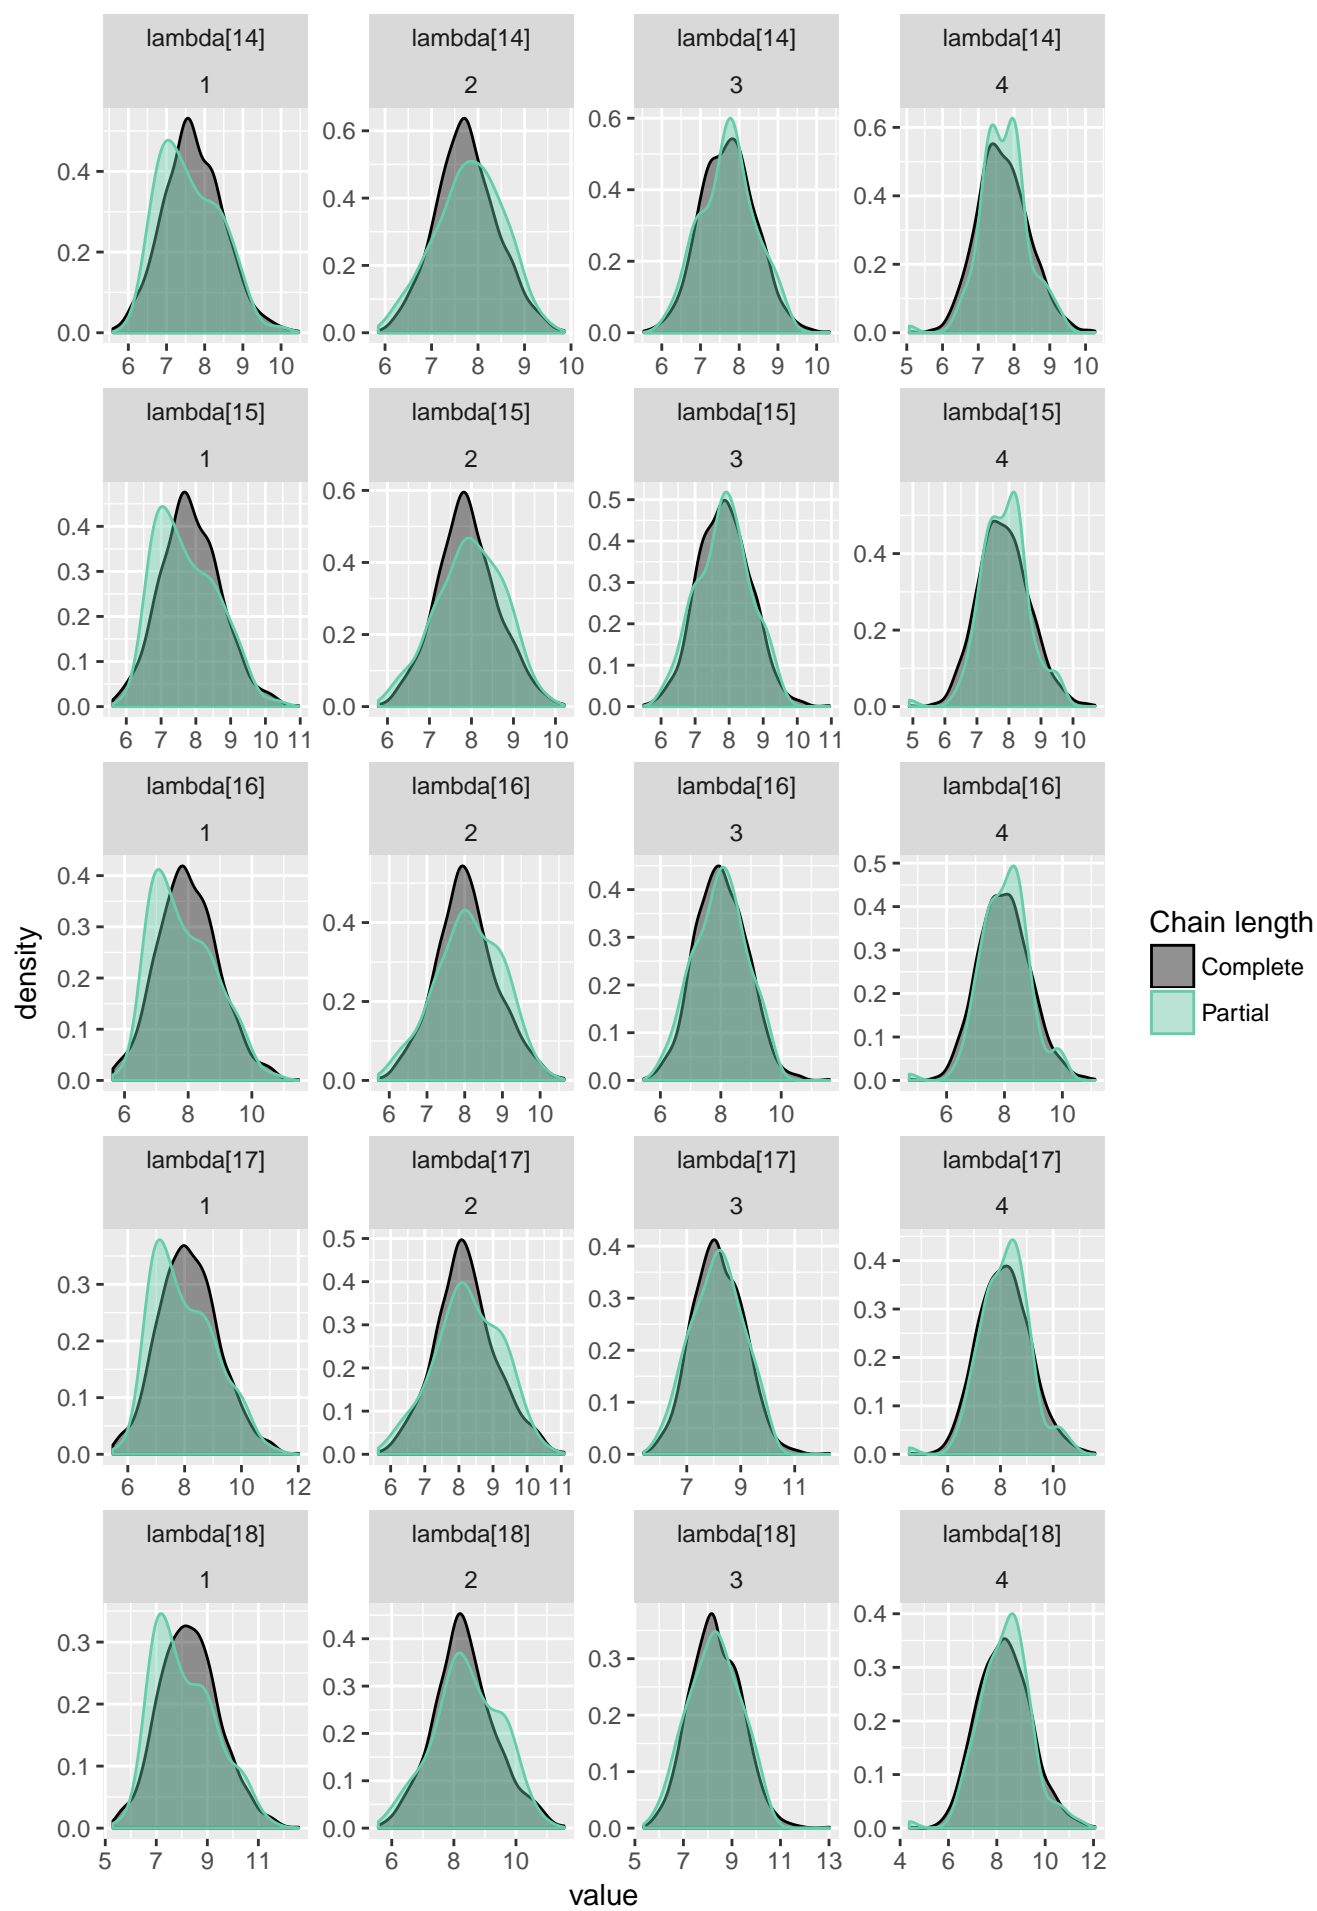 lambda[14] lambda[14] lambda[14] lambda[14]
1 2 3 4
0.0 0.2 0.4
6 7 8 9 10
0.0 0.2 0.4 0.6
6 7 8 9 10
0.0 0.2 0.4 0.6
6 7 8 9 10
0.0 0.2 0.4 0.6
5 6 7 8 9 10
lambda[15] lambda[15] lambda[15] lambda[15]
1 2 3 4
0.0 0.1 0.2 0.3 0.4
6 7 8 9 10 11
0.0 0.2 0.4 0.6
6 7 8 9 10
0.0 0.1 0.2 0.3 0.4 0.5
6 7 8 9 10 11
0.0 0.2 0.4
5 6 7 8 9 10
lambda[16] lambda[16] lambda[16] lambda[16]
1 2 3 4
0.0 0.1 0.2 0.3 0.4
6 8 10
0.0 0.2 0.4
6 7 8 9 10
0.0 0.1 0.2 0.3 0.4
6 8 10
0.0 0.1 0.2 0.3 0.4 0.5
6 8 10
lambda[17] lambda[17] lambda[17] lambda[17]
1 2 3 4
0.0 0.1 0.2 0.3
6 8 10 12
0.0 0.1 0.2 0.3 0.4 0.5
6 7 8 9 10 11
0.0 0.1 0.2 0.3 0.4
7 9 11
0.0 0.1 0.2 0.3 0.4
6 8 10
lambda[18] lambda[18] lambda[18] lambda[18]
1 2 3 4
0.0 0.1 0.2 0.3
5 7 9 11
0.0 0.1 0.2 0.3 0.4
6 8 10
0.0 0.1 0.2 0.3
5 7 9 11 13
0.0 0.1 0.2 0.3 0.4
4 6 8 10 12
value
density
Chain length
Complete
Partial